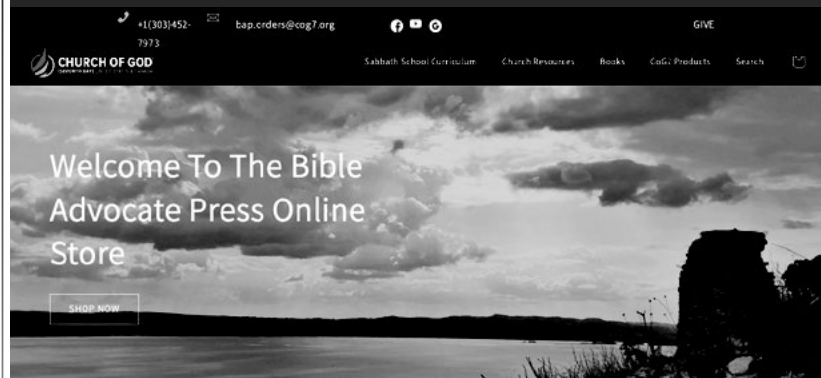 +1(303)452-
7973
bap.orders@cog7.org
GIVE
CHURCH OF GOD
Sabbath School Curriculum
Church Resources
Books
CoG7 Products
Search
Welcome To The Bible
Advocate Press Online
Store
SHOP NOW